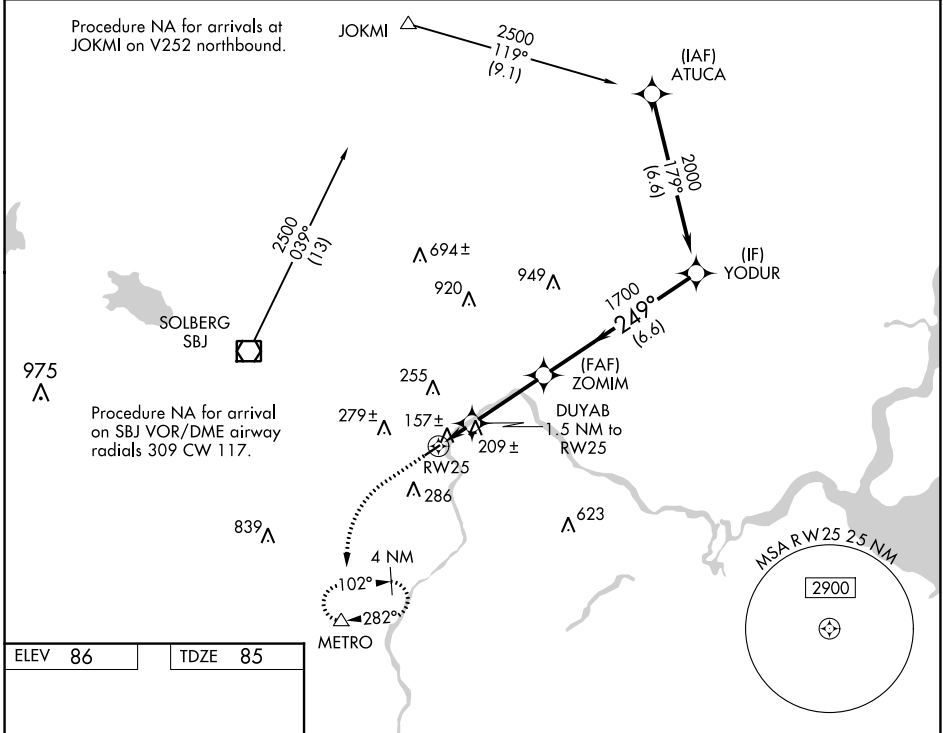 Procedure NA for arrivals at
JOKMI on V252 northbound.
JOKMI
2500
119°
(9.1)
(IAF)
ATUCA
2000
179°
(6.6)
2500
039°
(13)
694±
920
949
(IF)
YODUR
1700
249°
(6.6)
SOLBERG
SBJ
975
(FAF)
ZOMIM
255
Procedure NA for arrival
on SBJ VOR/DME airway
radials 309 CW 117.
279±
157±
DUYAB
1.5 NM to
RW25
209±
RW25
286
839
623
4 NM
102°
282°
METRO
MSA RW25 25 NM
2900
ELEV 86
TDZE 85